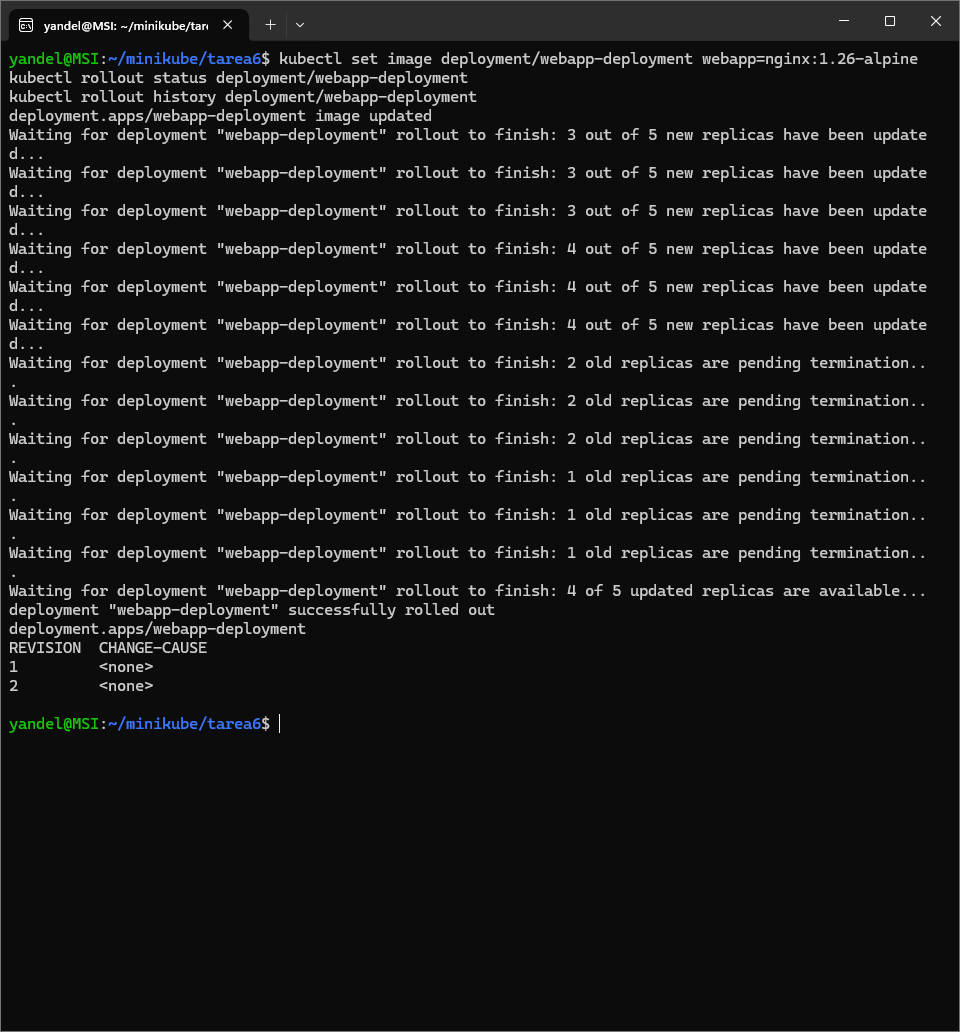 yandel@MSI: ~/minikube/tar
yandel@MSI:~/minikube/tarea6$ kubectl set image deployment/webapp-deployment webapp=nginx:1.26-alpine
kubectl rollout status deployment/webapp-deployment
kubectl rollout history deployment/webapp-deployment
deployment.apps/webapp-deployment image updated
Waiting for deployment "webapp-deployment" rollout to finish: 3 out of 5 new replicas have been update
d...
Waiting for deployment "webapp-deployment" rollout to finish: 3 out of 5 new replicas have been update
d...
Waiting for deployment "webapp-deployment" rollout to finish: 3 out of 5 new replicas have been update
d...
Waiting for deployment "webapp-deployment" rollout to finish: 4 out of 5 new replicas have been update
d...
Waiting for deployment "webapp-deployment" rollout to finish: 4 out of 5 new replicas have been update
d...
Waiting for deployment "webapp-deployment" rollout to finish: 4 out of 5 new replicas have been update
d...
Waiting for deployment "webapp-deployment" rollout to finish: 2 old replicas are pending termination..
.
Waiting for deployment "webapp-deployment" rollout to finish: 2 old replicas are pending termination..
.
Waiting for deployment "webapp-deployment" rollout to finish: 2 old replicas are pending termination..
.
Waiting for deployment "webapp-deployment" rollout to finish: 1 old replicas are pending termination..
.
Waiting for deployment "webapp-deployment" rollout to finish: 1 old replicas are pending termination..
.
Waiting for deployment "webapp-deployment" rollout to finish: 1 old replicas are pending termination..
.
Waiting for deployment "webapp-deployment" rollout to finish: 4 of 5 updated replicas are available...
deployment "webapp-deployment" successfully rolled out
deployment.apps/webapp-deployment
REVISION  CHANGE-CAUSE
1         <none>
2         <none>
yandel@MSI:~/minikube/tarea6$